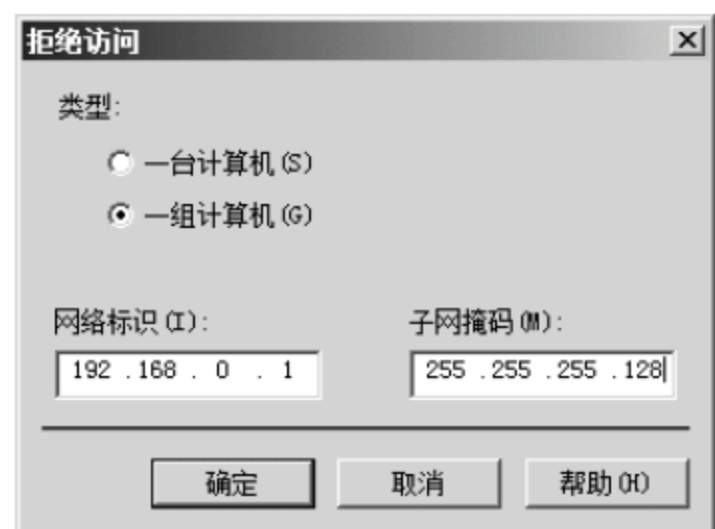 拒绝访问
类型:
一台计算机(S)
一组计算机(G)
网络标识(I): 子网掩码(M):
192 .168 . 0 . 1 255 .255 .255 .128
确定 取消 帮助(H)